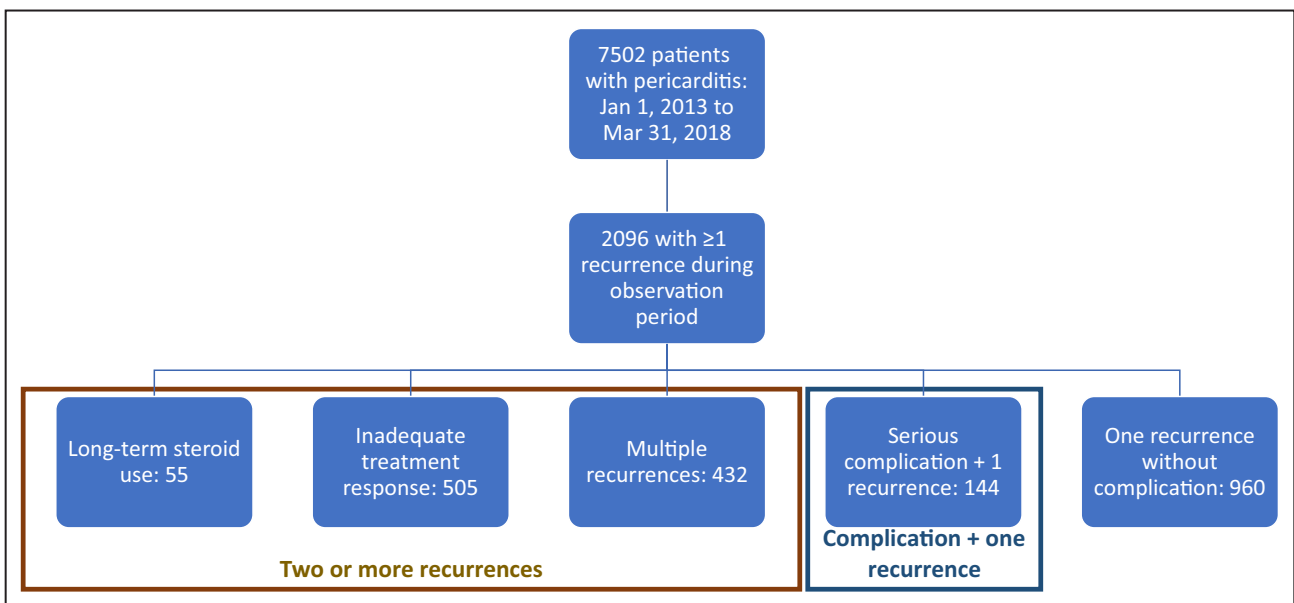 7502 patients
with pericarditis:
Jan 1, 2013 to
Mar 31, 2018
2096 with ≥1
recurrence during
observation
period
Long-term steroid
use: 55
Inadequate
treatment
response: 505
Multiple
recurrences: 432
Serious
complication + 1
recurrence: 144
One recurrence
without
complication: 960
Two or more recurrences
Complication + one
recurrence